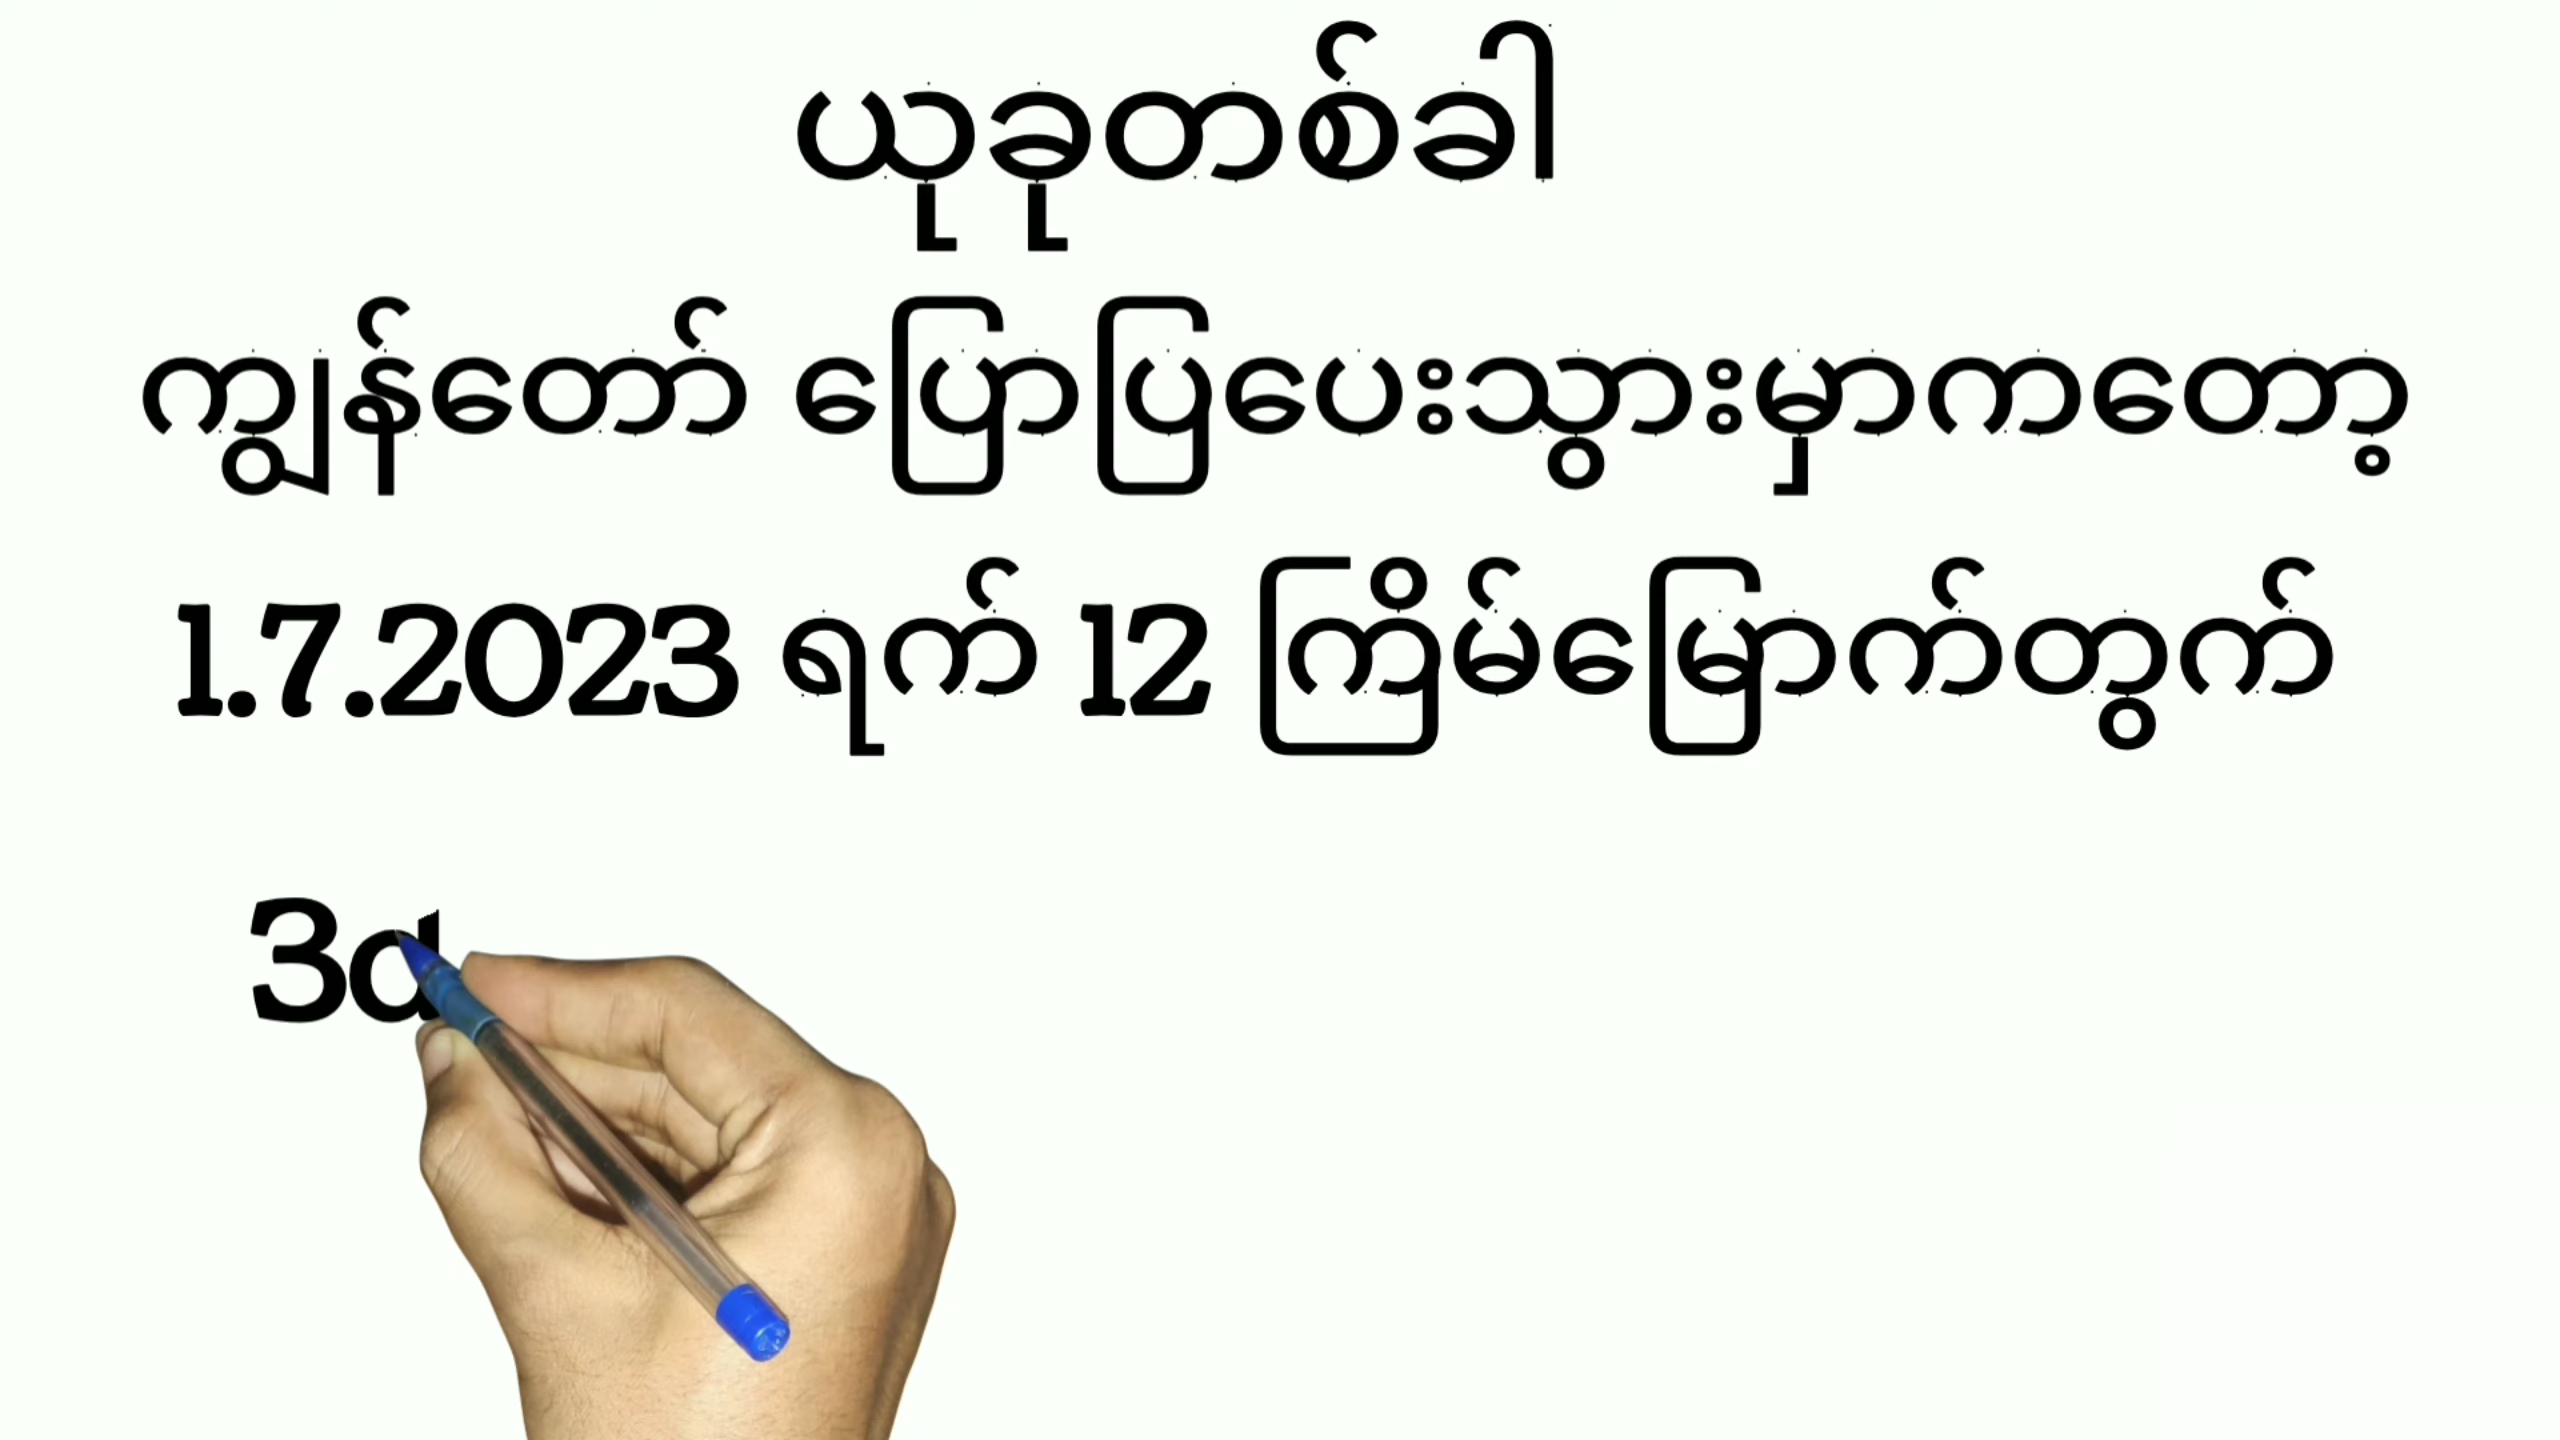 ယုခုတစ်ခါ
ကျွန်တော် ပြောပြပေးသွားမှာကတော့
1.7.2023 ရက် 12 ကြိမ်မြောက်တွက်
3d